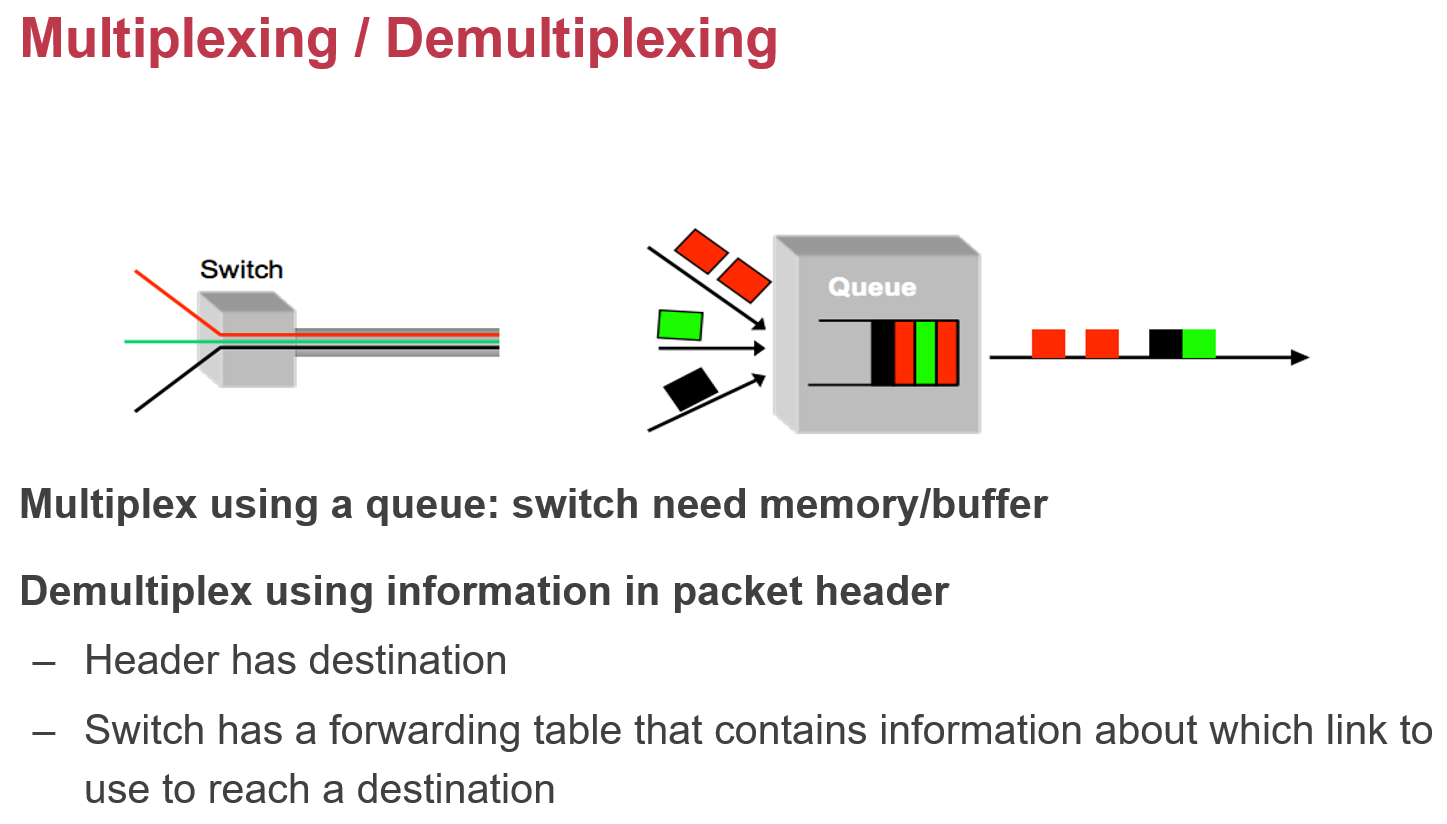 Multiplexing / Demultiplexing
Switch
Queue
Multiplex using a queue: switch need memory/buffer
Demultiplex using information in packet header
– Header has destination
– Switch has a forwarding table that contains information about which link to
use to reach a destination